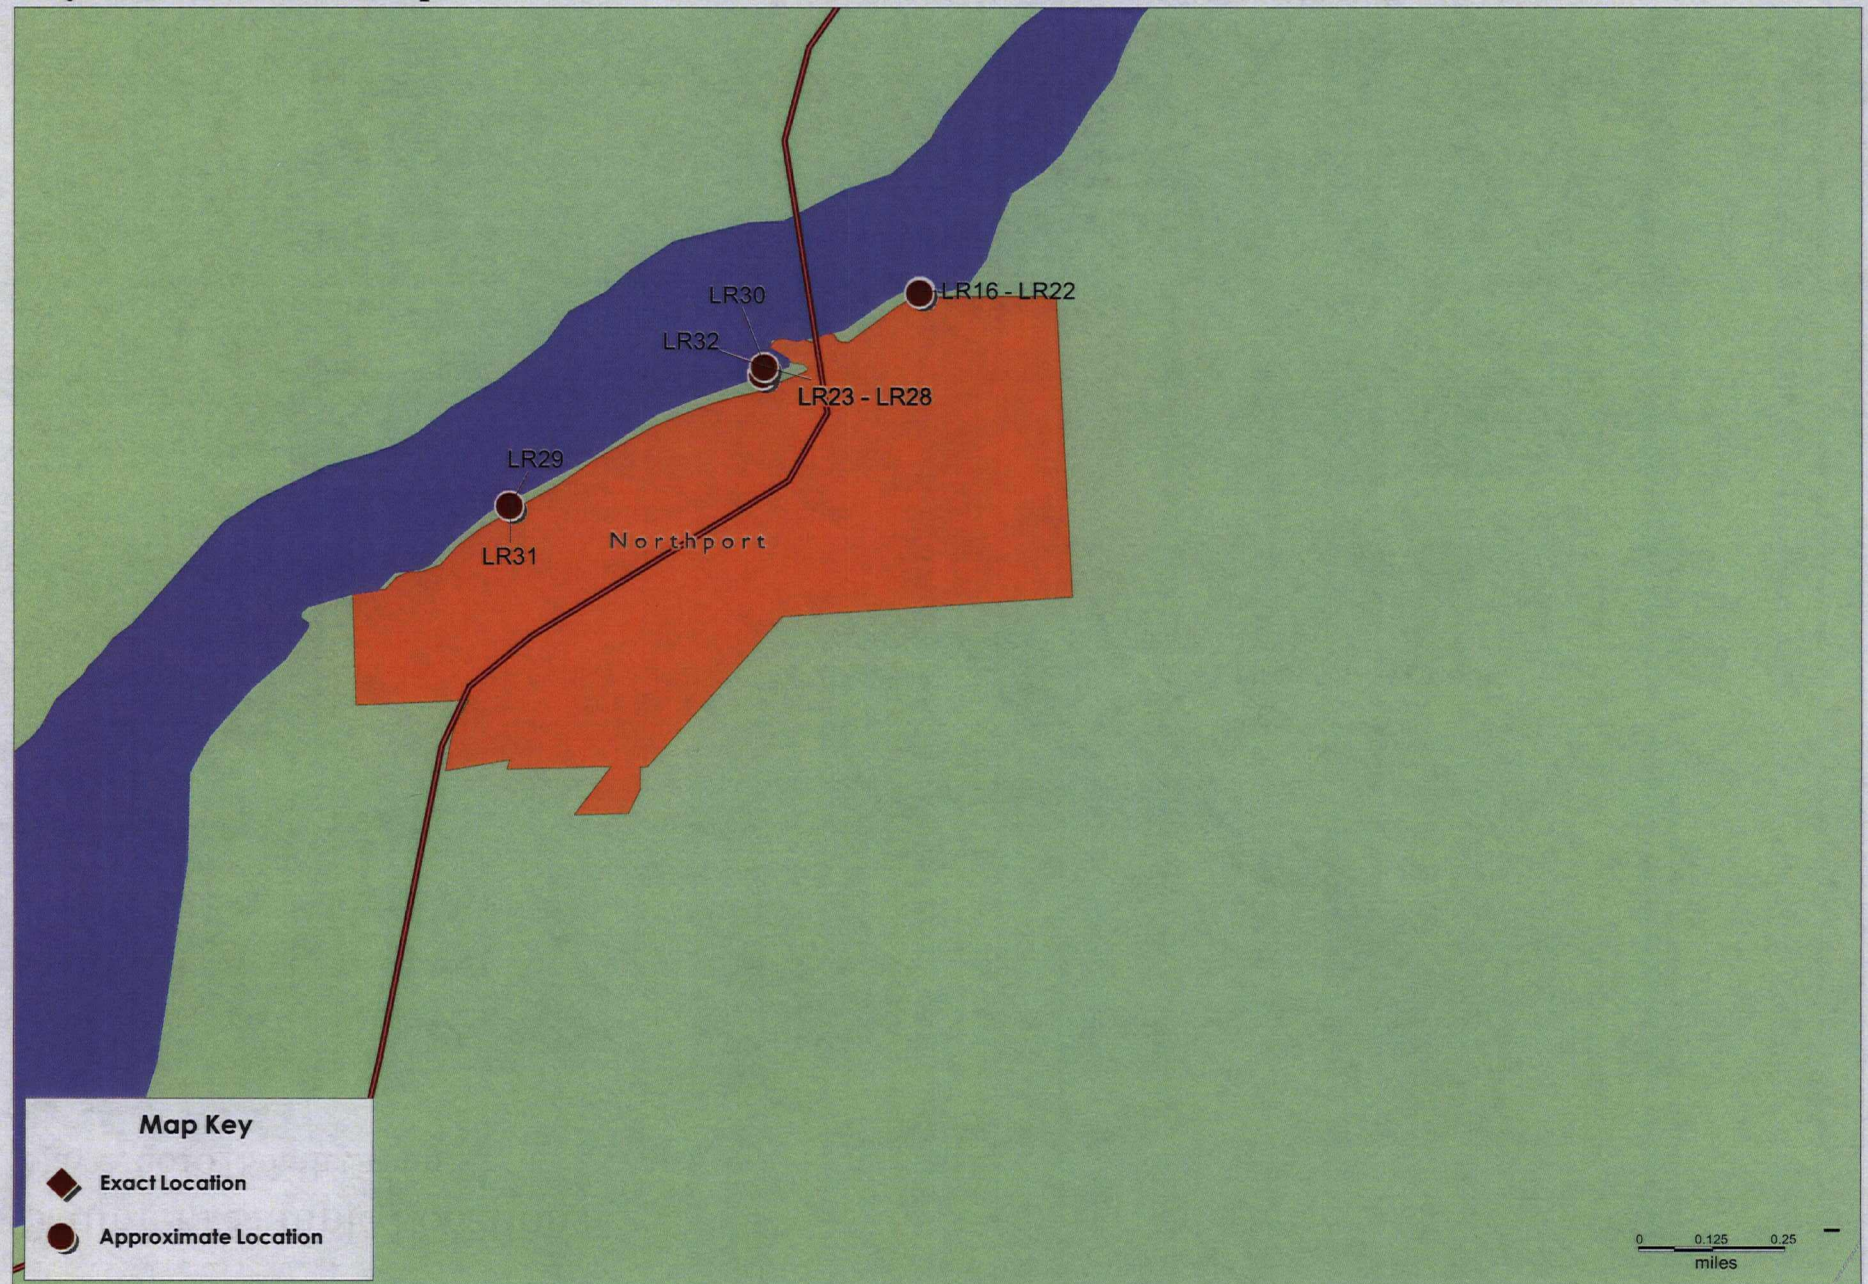 LR16 - LR22
LR30
LR32
LR23 - LR28
LR29
Northport
LR31
Map Key
Exact Location
Approximate Location
0 0.125 0.25
miles